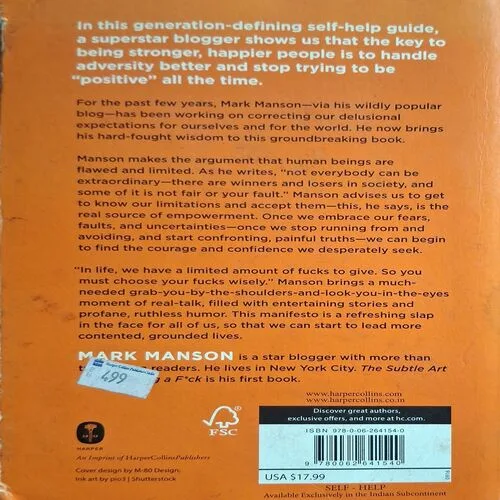 In this generation-defining self-help guide,
a superstar blogger shows us that the key to
being stronger, happier people is to handle
adversity better and stop trying to be
“positive” all the time.
For the past few years, Mark Manson—via his wildly popular
blog—has been working on correcting our delusional
expectations for ourselves and for the world. He now brings
his hard-fought wisdom to this groundbreaking book.
Manson makes the argument that human beings are
flawed and limited. As he writes, “not everybody can be
extraordinary—there are winners and losers in society, and
some of it is not fair or your fault.” Manson advises us to get
to know our limitations and accept them—this, he says, is the
real source of empowerment. Once we embrace our fears,
faults, and uncertainties—once we stop running from and
avoiding, and start confronting, painful truths—we can begin
to find the courage and confidence we desperately seek.
“In life, we have a limited amount of fucks to give. So you
must choose your fucks wisely.” Manson brings a much-
needed grab-you-by-the-shoulders-and-look-you-in-the-eyes
moment of real-talk, filled with entertaining stories and
profane, ruthless humor. This manifesto is a refreshing slap
in the face for all of us, so that we can start to lead more
contented, grounded lives.
MARK MANSON is a star blogger with more than
readers. He lives in New York City. The Subtle Art
a F*ck is his first book.
499
www.harpercollins.com
www.harpercollins.co.in
Discover great authors,
exclusive offers, and more at hc.com.
FSC
HARPER
An Imprint of HarperCollinsPublishers
Cover design by M-80 Design;
Ink art by pio3 | Shutterstock
ISBN 978-0-06-264154-0
9 780062 641540
USA $17.99
SELF - HELP
Available Exclusively in the Indian Subcontinent